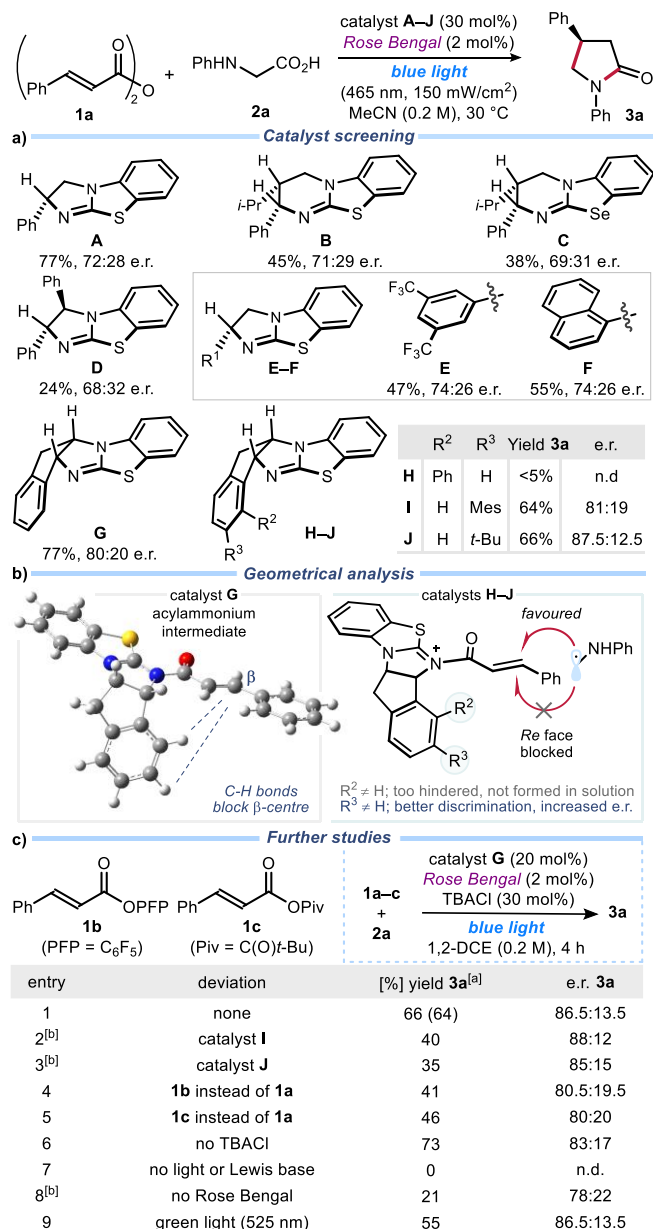 Ph
O
Ph
2
O
1a
+
PhHN
CO2H
2a
catalyst A–J (30 mol%)
Rose Bengal (2 mol%)
blue light
(465 nm, 150 mW/cm2)
MeCN (0.2 M), 30 °C
Ph
N
O
Ph
3a
a) Catalyst screening
H
N
Ph
N
S
A
77%, 72:28 e.r.
H
H
N
i-Pr
N
S
Ph
B
45%, 71:29 e.r.
H
H
N
i-Pr
N
Se
Ph
C
38%, 69:31 e.r.
Ph
H
N
Ph
N
S
D
24%, 68:32 e.r.
H
N
R1
N
S
E–F
F3C
CF3
E
47%, 74:26 e.r.
F
55%, 74:26 e.r.
H
H
N
N
S
G
77%, 80:20 e.r.
H
H
N
N
S
R2
R3
H–J
R2 R3 Yield 3a e.r.
H Ph H <5% n.d
I H Mes 64% 81:19
J H t-Bu 66% 87.5:12.5
b) Geometrical analysis
catalyst G
acylammonium
intermediate
β
C-H bonds
block β-centre
catalysts H–J
S
O
favoured
N
N
+
NHPh
Ph
R2
R3
Re face
blocked
R2 ≠ H; too hindered, not formed in solution
R3 ≠ H; better discrimination, increased e.r.
c) Further studies
O
Ph
OPFP
1b
(PFP = C6F5)
O
Ph
OPiv
1c
(Piv = C(O)t-Bu)
1a–c
+
2a
catalyst G (20 mol%)
Rose Bengal (2 mol%)
TBACl (30 mol%)
blue light
1,2-DCE (0.2 M), 4 h
3a
entry deviation [%] yield 3a[a] e.r. 3a
1 none 66 (64) 86.5:13.5
2[b] catalyst I 40 88:12
3[b] catalyst J 35 85:15
4 1b instead of 1a 41 80.5:19.5
5 1c instead of 1a 46 80:20
6 no TBACl 73 83:17
7 no light or Lewis base 0 n.d.
8[b] no Rose Bengal 21 78:22
9 green light (525 nm) 55 86.5:13.5